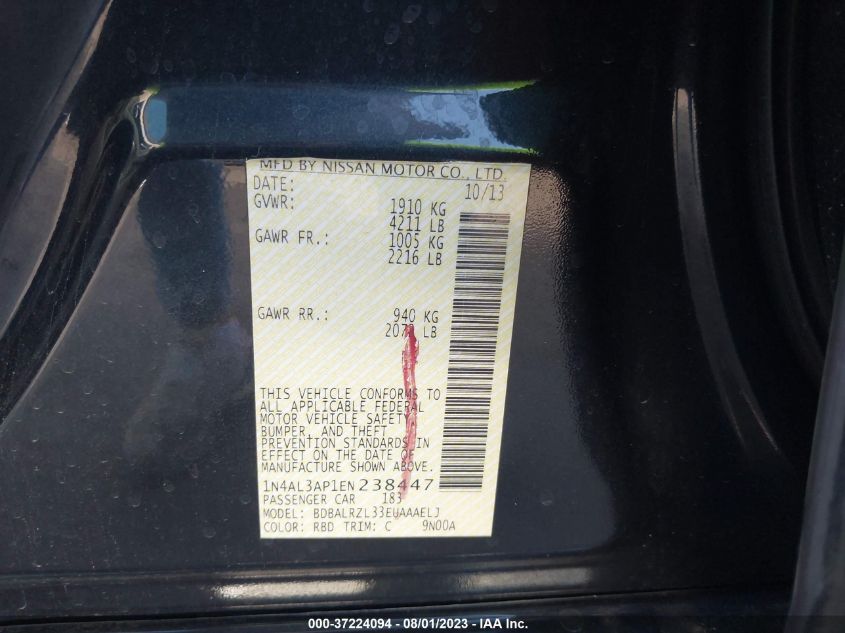 MFD BY NISSAN MOTOR CO., LTD.
DATE: 10/13
GVWR: 1910 KG
4211 LB
GAWR FR.: 1005 KG
2216 LB
GAWR RR.: 940 KG
LB
THIS VEHICLE CONFORMS TO
ALL APPLICABLE FEDERAL
MOTOR VEHICLE SAFETY,
BUMPER, AND THEFT
PREVENTION STANDARDS IN
EFFECT ON THE DATE OF
MANUFACTURE SHOWN ABOVE.
1N4AL3AP1EN238447
PASSENGER CAR 183
MODEL: BDBALRZL33EUAAAELJ
COLOR: RBD TRIM: C 9N00A
000-37224094 - 08/01/2023 - IAA Inc.